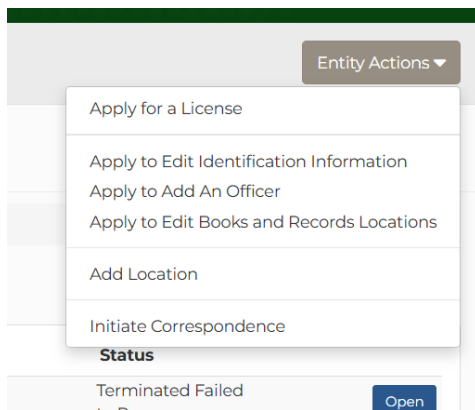 Entity Actions
Apply for a License
Apply to Edit Identification Information
Apply to Add An Officer
Apply to Edit Books and Records Locations
Add Location
Initiate Correspondence
Status
Terminated Failed
Open